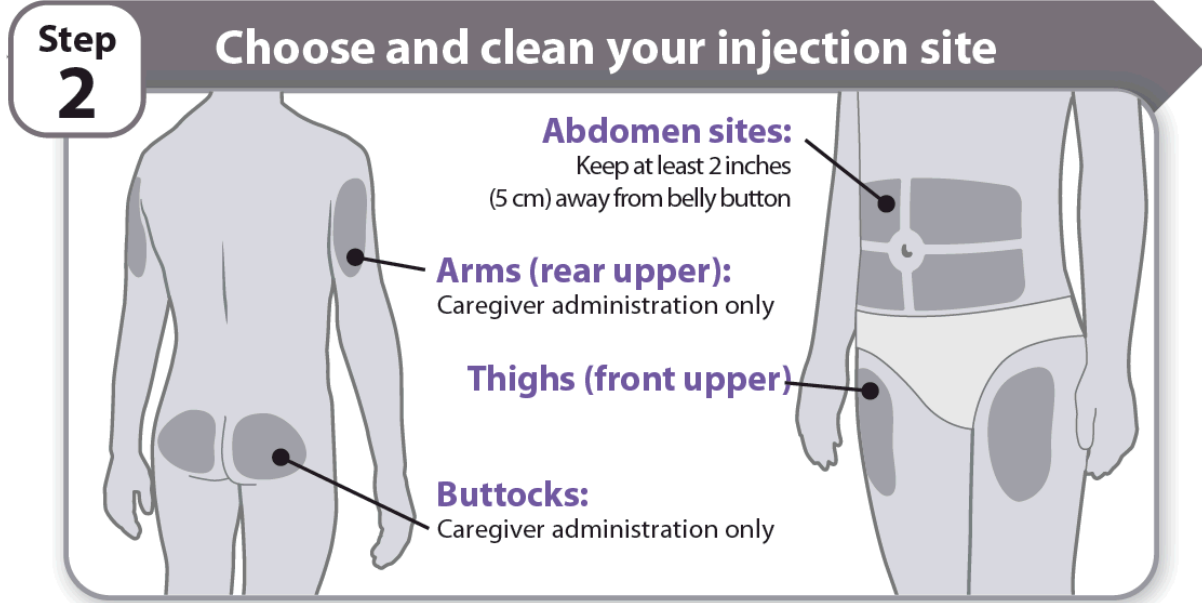 Step
2
Choose and clean your injection site
Abdomen sites:
Keep at least 2 inches
(5 cm) away from belly button
Arms (rear upper):
Caregiver administration only
Thighs (front upper)
Buttocks:
Caregiver administration only